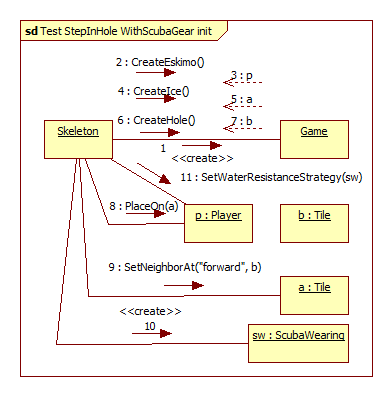 sd Test StepInHole WithScubaGear init
2 : CreateEskimo()
3 : p
4 : CreateIce()
5 : a
6 : CreateHole()
7 : b
Skeleton
Game
1
<<create>>
11 : SetWaterResistanceStrategy(sw)
8 : PlaceOn(a)
p : Player
b : Tile
9 : SetNeighborAt("forward", b)
a : Tile
<<create>>
10
sw : ScubaWearing